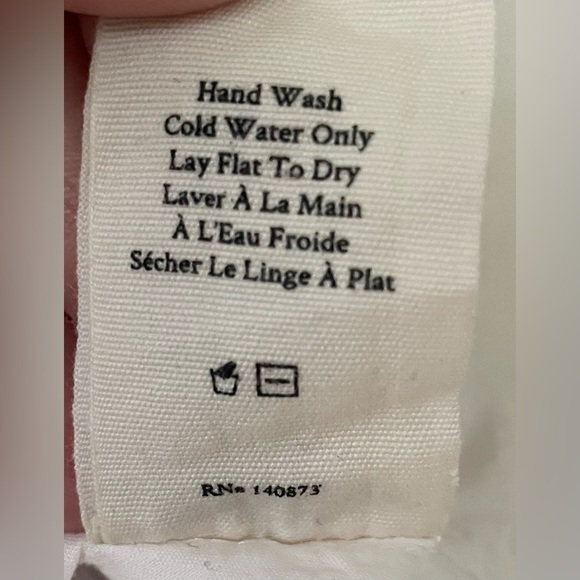 Hand Wash
Cold Water Only
Lay Flat To Dry
Laver À La Main
À L'Eau Froide
Sécher Le Linge À Plat
RN= 140873